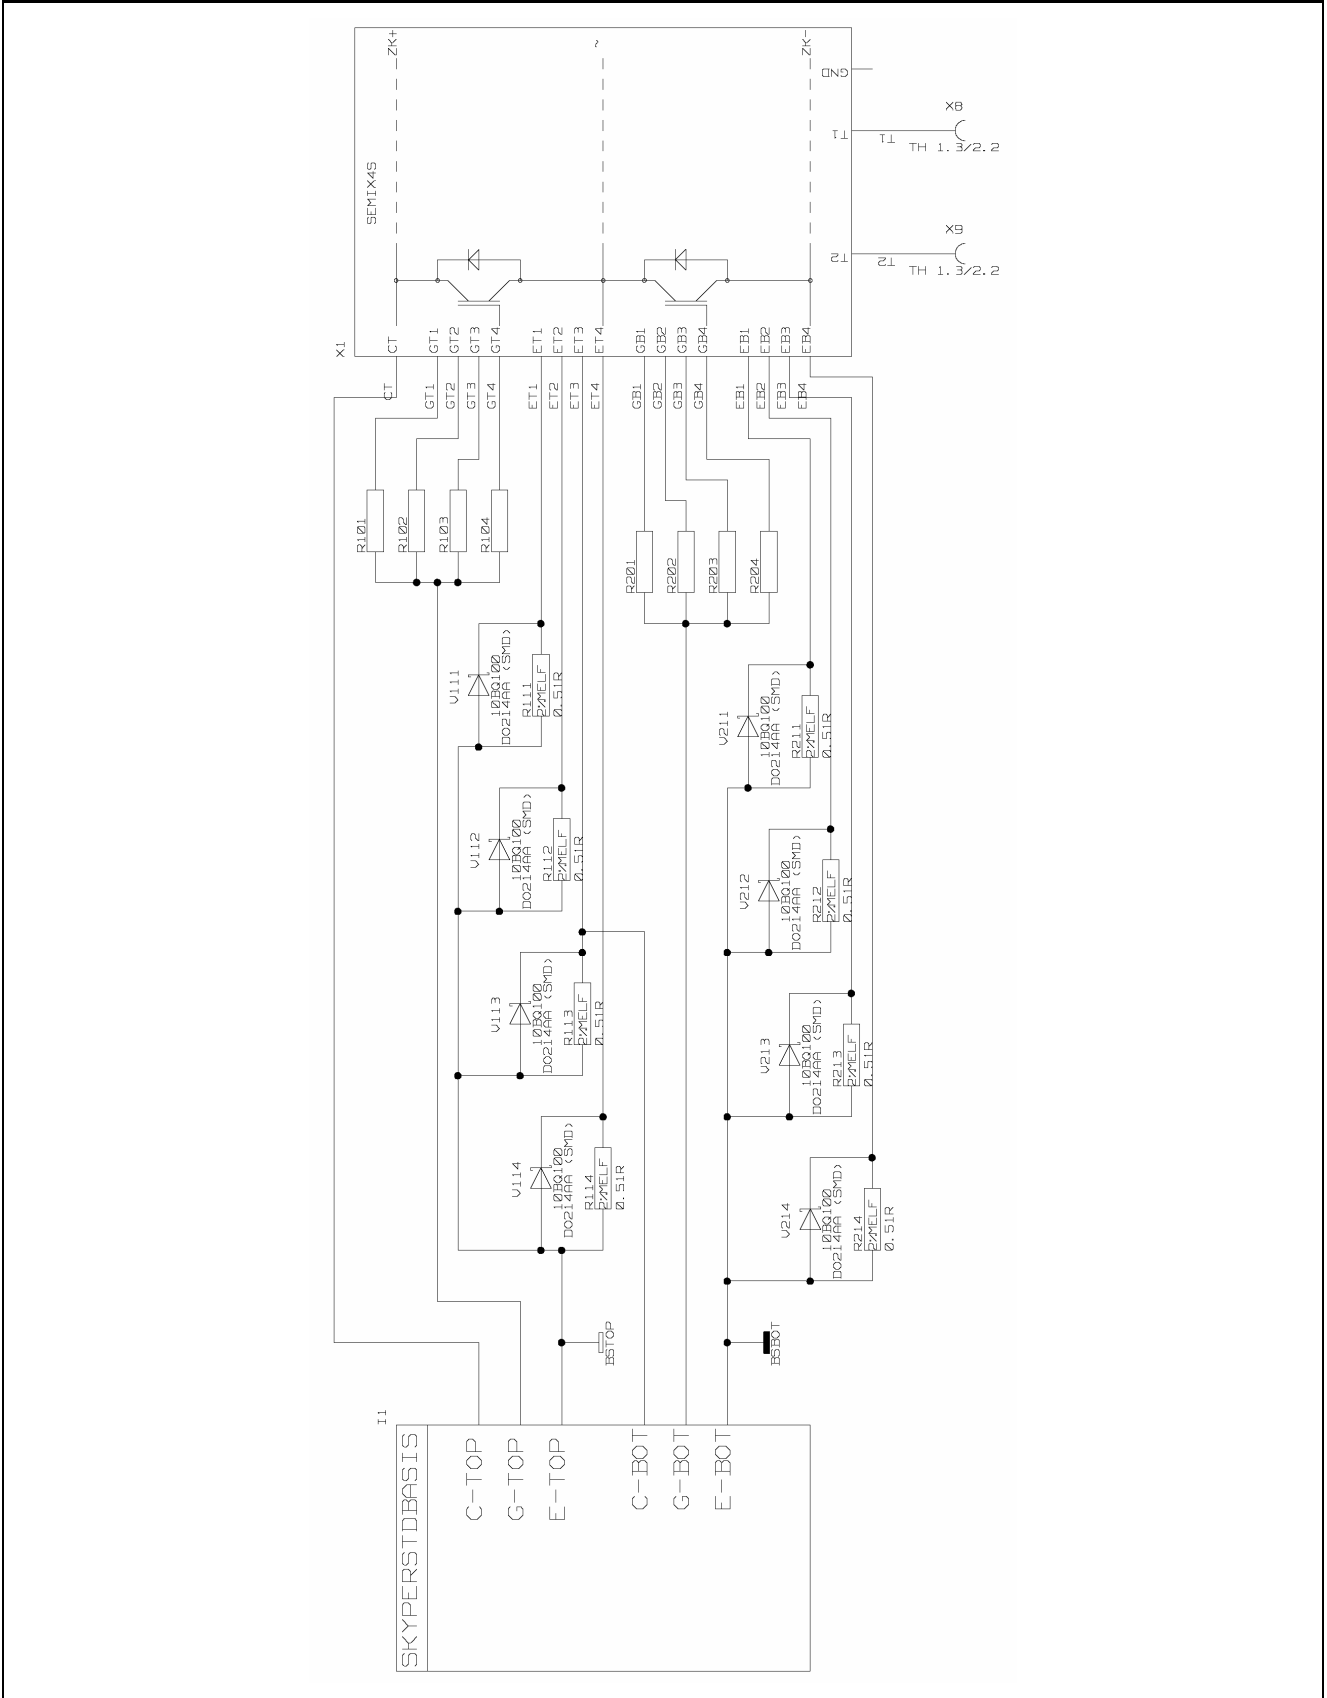 ZK+
~
ZK-
GND
SEMIX4S
T1
T1
X8
TH 1.3/2.2
T2
T2
X9
TH 1.3/2.2
X1
CT
GT1
GT2
GT3
GT4
ET1
ET2
ET3
ET4
GB1
GB2
GB3
GB4
EB1
EB2
EB3
EB4
CT
GT1
GT2
GT3
GT4
ET1
ET2
ET3
ET4
GB1
GB2
GB3
GB4
EB1
EB2
EB3
EB4
R101
R102
R103
R104
R201
R202
R203
R204
V111
10BQ100
DO214AA (SMD)
R111
2%MELF
0.51R
V211
10BQ100
DO214AA (SMD)
R211
2%MELF
0.51R
V112
10BQ100
DO214AA (SMD)
R112
2%MELF
0.51R
V212
10BQ100
DO214AA (SMD)
R212
2%MELF
0.51R
V113
10BQ100
DO214AA (SMD)
R113
2%MELF
0.51R
V213
10BQ100
DO214AA (SMD)
R213
2%MELF
0.51R
V114
10BQ100
DO214AA (SMD)
R114
2%MELF
0.51R
V214
10BQ100
DO214AA (SMD)
R214
2%MELF
0.51R
BSTOP
BSBOT
I1
SKYPERSTDBASIS
C-TOP
G-TOP
E-TOP
C-BOT
G-BOT
E-BOT